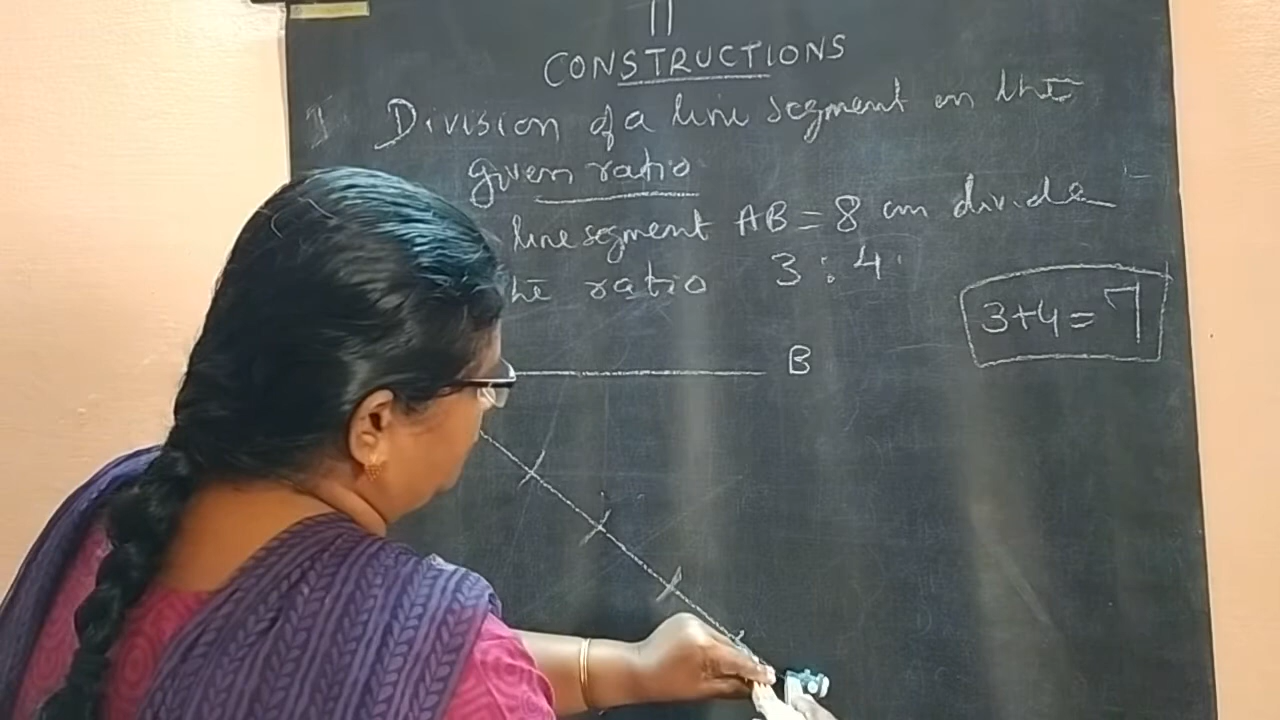 11
CONSTRUCTIONS
I Division of a line segment in the
given ratio
line segment AB = 8 cm divide
he ratio 3 : 4
3+4=7
B